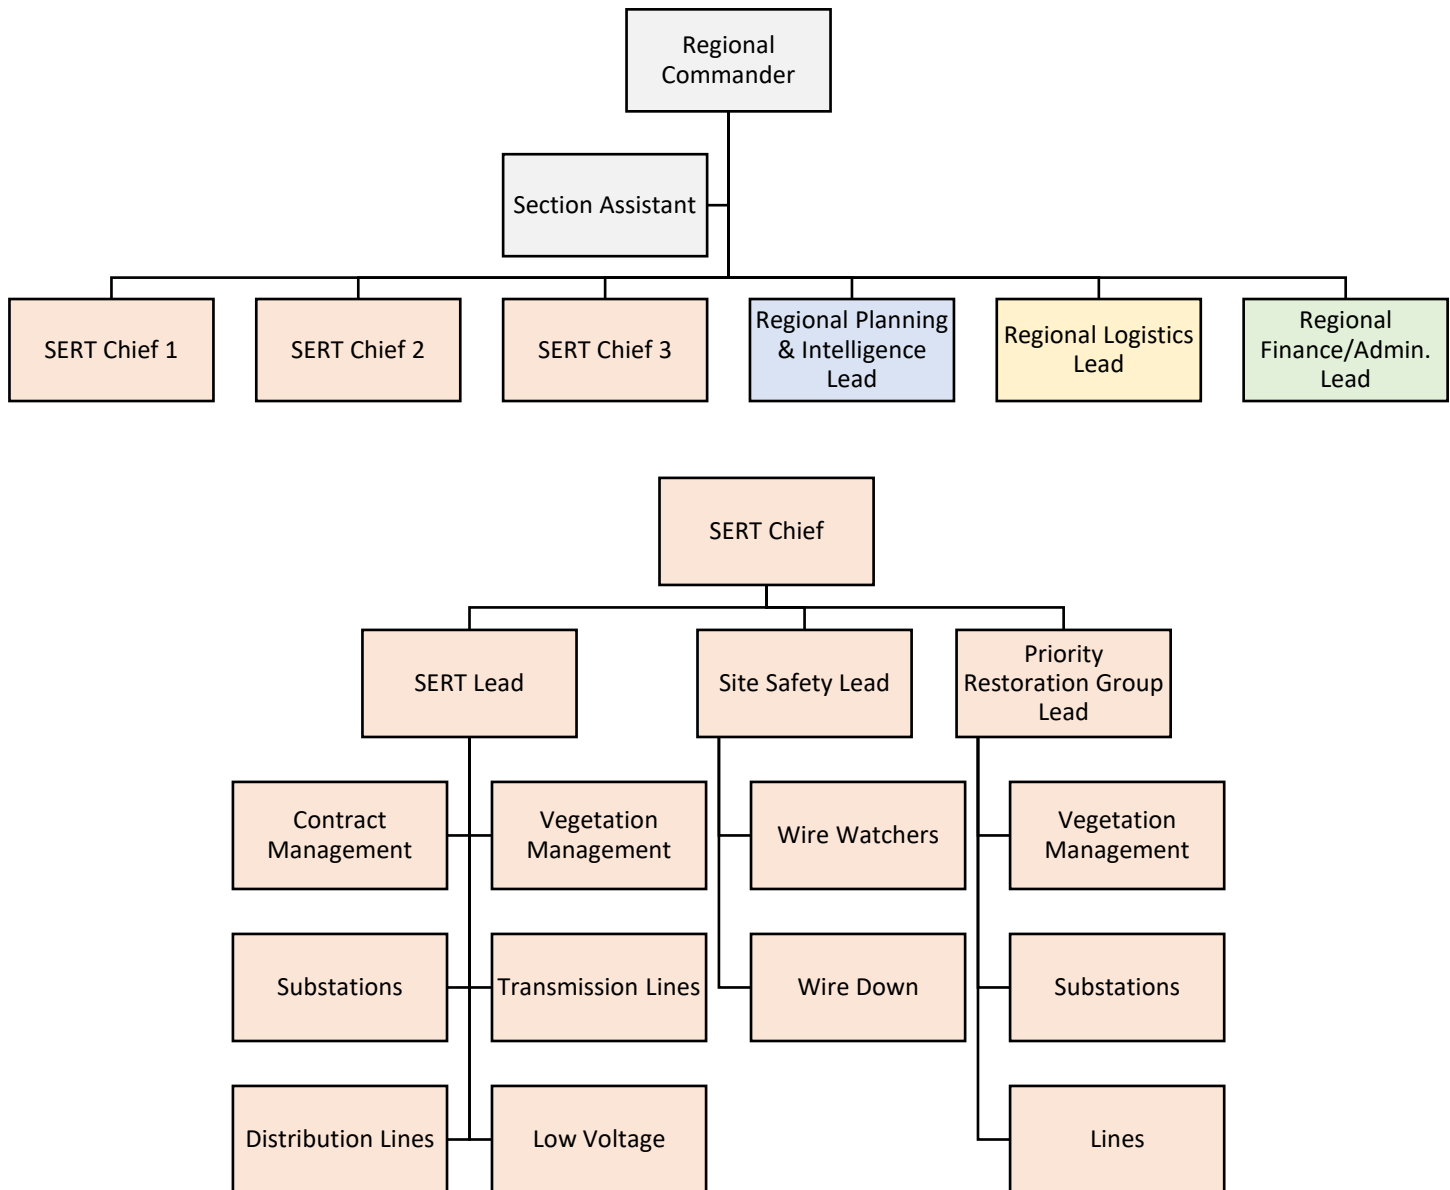 Regional
Commander
Section Assistant
SERT Chief 1
SERT Chief 2
SERT Chief 3
Regional Planning
& Intelligence
Lead
Regional Logistics
Lead
Regional
Finance/Admin.
Lead
SERT Chief
SERT Lead
Site Safety Lead
Priority
Restoration Group
Lead
Contract
Management
Vegetation
Management
Wire Watchers
Vegetation
Management
Substations
Transmission Lines
Wire Down
Substations
Distribution Lines
Low Voltage
Lines